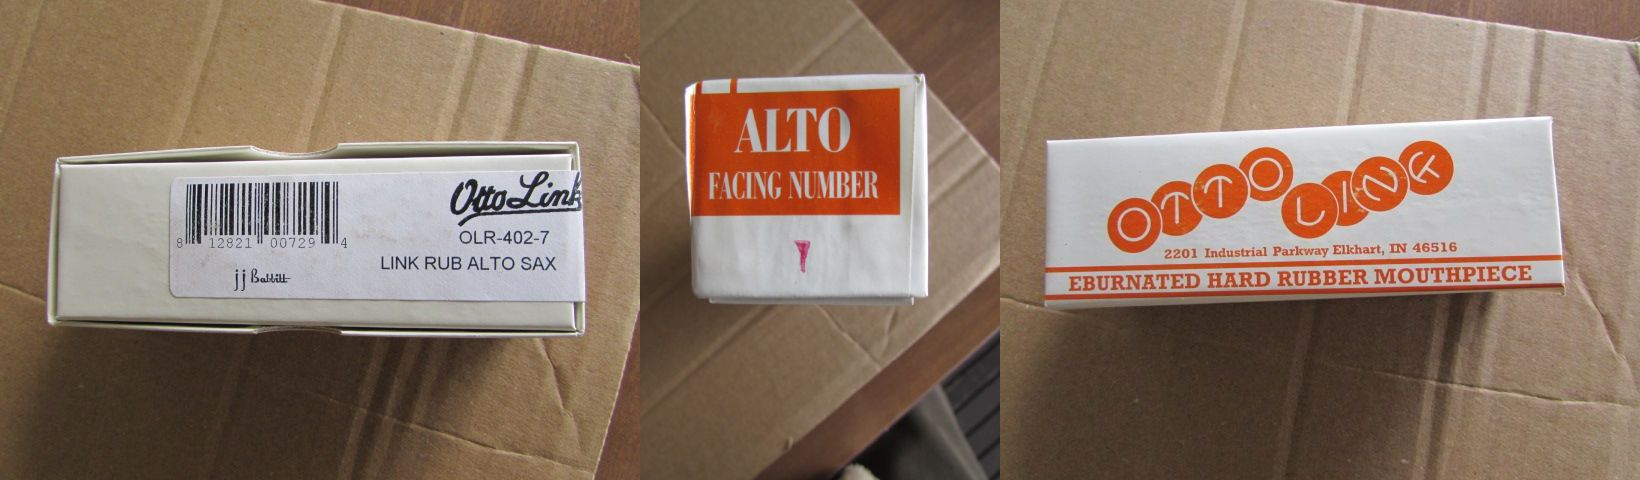 Otto Link
OLR-402-7
LINK RUB ALTO SAX
8 12821 00729 4
jj Babbitt
ALTO
FACING NUMBER
7
OTTO LINK
2201 Industrial Parkway Elkhart, IN 46516
EBURNATED HARD RUBBER MOUTHPIECE